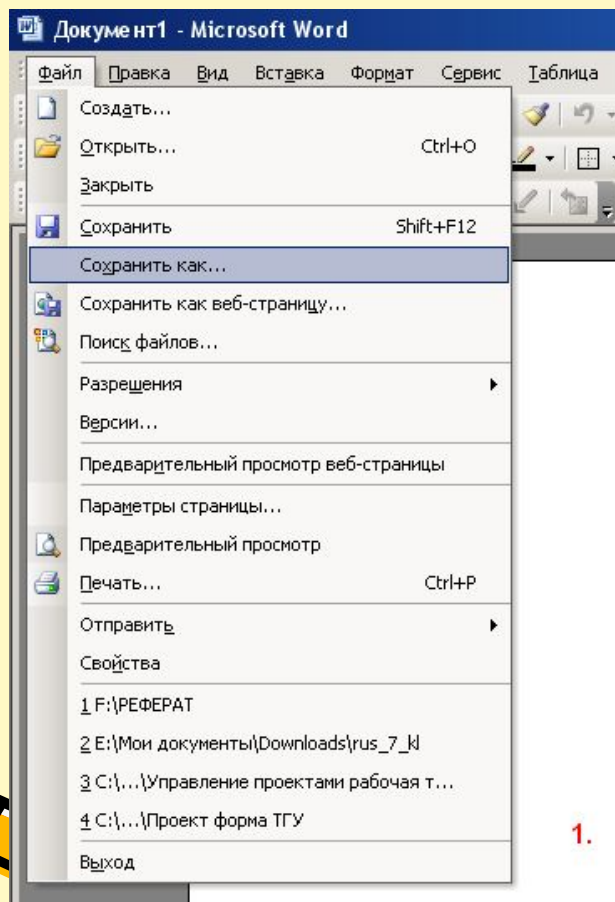 Документ1 - Microsoft Word
Файл Правка Вид Вставка Формат Сервис Таблица
Создать...
Открыть... Ctrl+O
Закрыть
Сохранить Shift+F12
Сохранить как...
Сохранить как веб-страницу...
Поиск файлов...
Разрешения
Версии...
Предварительный просмотр веб-страницы
Параметры страницы...
Предварительный просмотр
Печать... Ctrl+P
Отправить
Свойства
1 F:\РЕФЕРАТ
2 E:\Мои документы\Downloads\rus_7_kl
3 C:\...\Управление проектами рабочая т...
4 C:\...\Проект форма ТГУ
1.
Выход